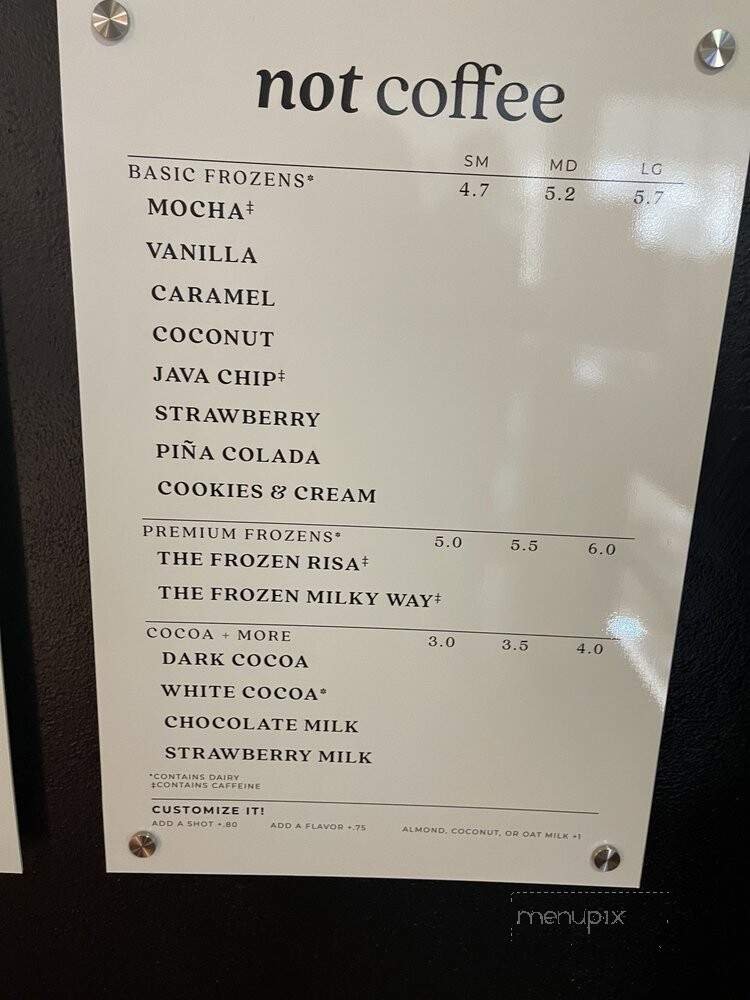 not coffee
SM MD LG
BASIC FROZENS* 4.7 5.2 5.7
MOCHA‡
VANILLA
CARAMEL
COCONUT
JAVA CHIP‡
STRAWBERRY
PIÑA COLADA
COOKIES & CREAM
PREMIUM FROZENS* 5.0 5.5 6.0
THE FROZEN RISA‡
THE FROZEN MILKY WAY‡
COCOA + MORE 3.0 3.5 4.0
DARK COCOA
WHITE COCOA*
CHOCOLATE MILK
STRAWBERRY MILK
*CONTAINS DAIRY
‡CONTAINS CAFFEINE
CUSTOMIZE IT!
ADD A SHOT +.80 ADD A FLAVOR +.75 ALMOND, COCONUT, OR OAT MILK +1
menupix